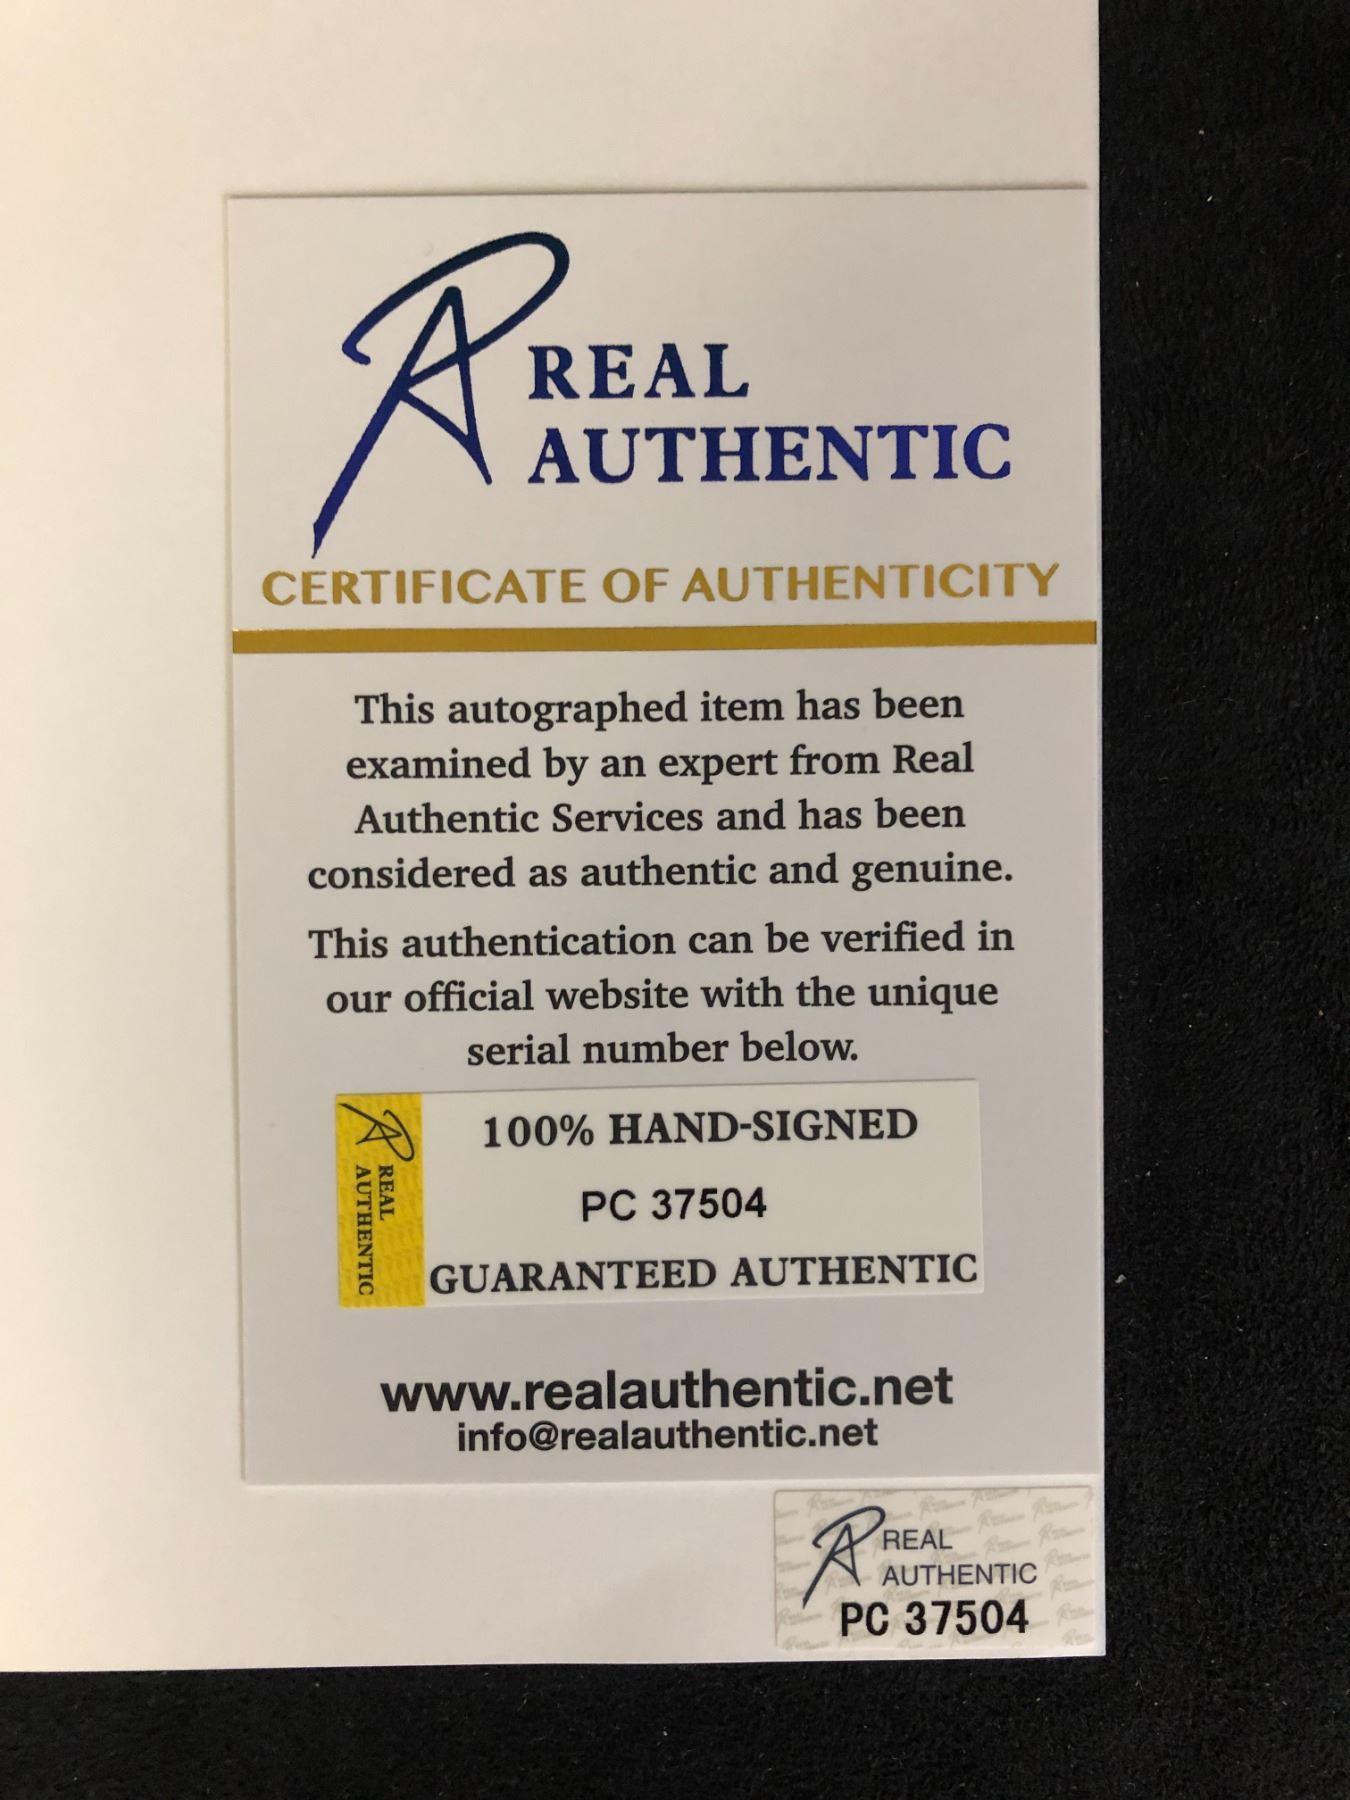 REAL
AUTHENTIC
CERTIFICATE OF AUTHENTICITY
This autographed item has been
examined by an expert from Real
Authentic Services and has been
considered as authentic and genuine.
This authentication can be verified in
our official website with the unique
serial number below.
REAL
AUTHENTIC
100% HAND-SIGNED
PC 37504
GUARANTEED AUTHENTIC
www.realauthentic.net
info@realauthentic.net
REAL
AUTHENTIC
PC 37504